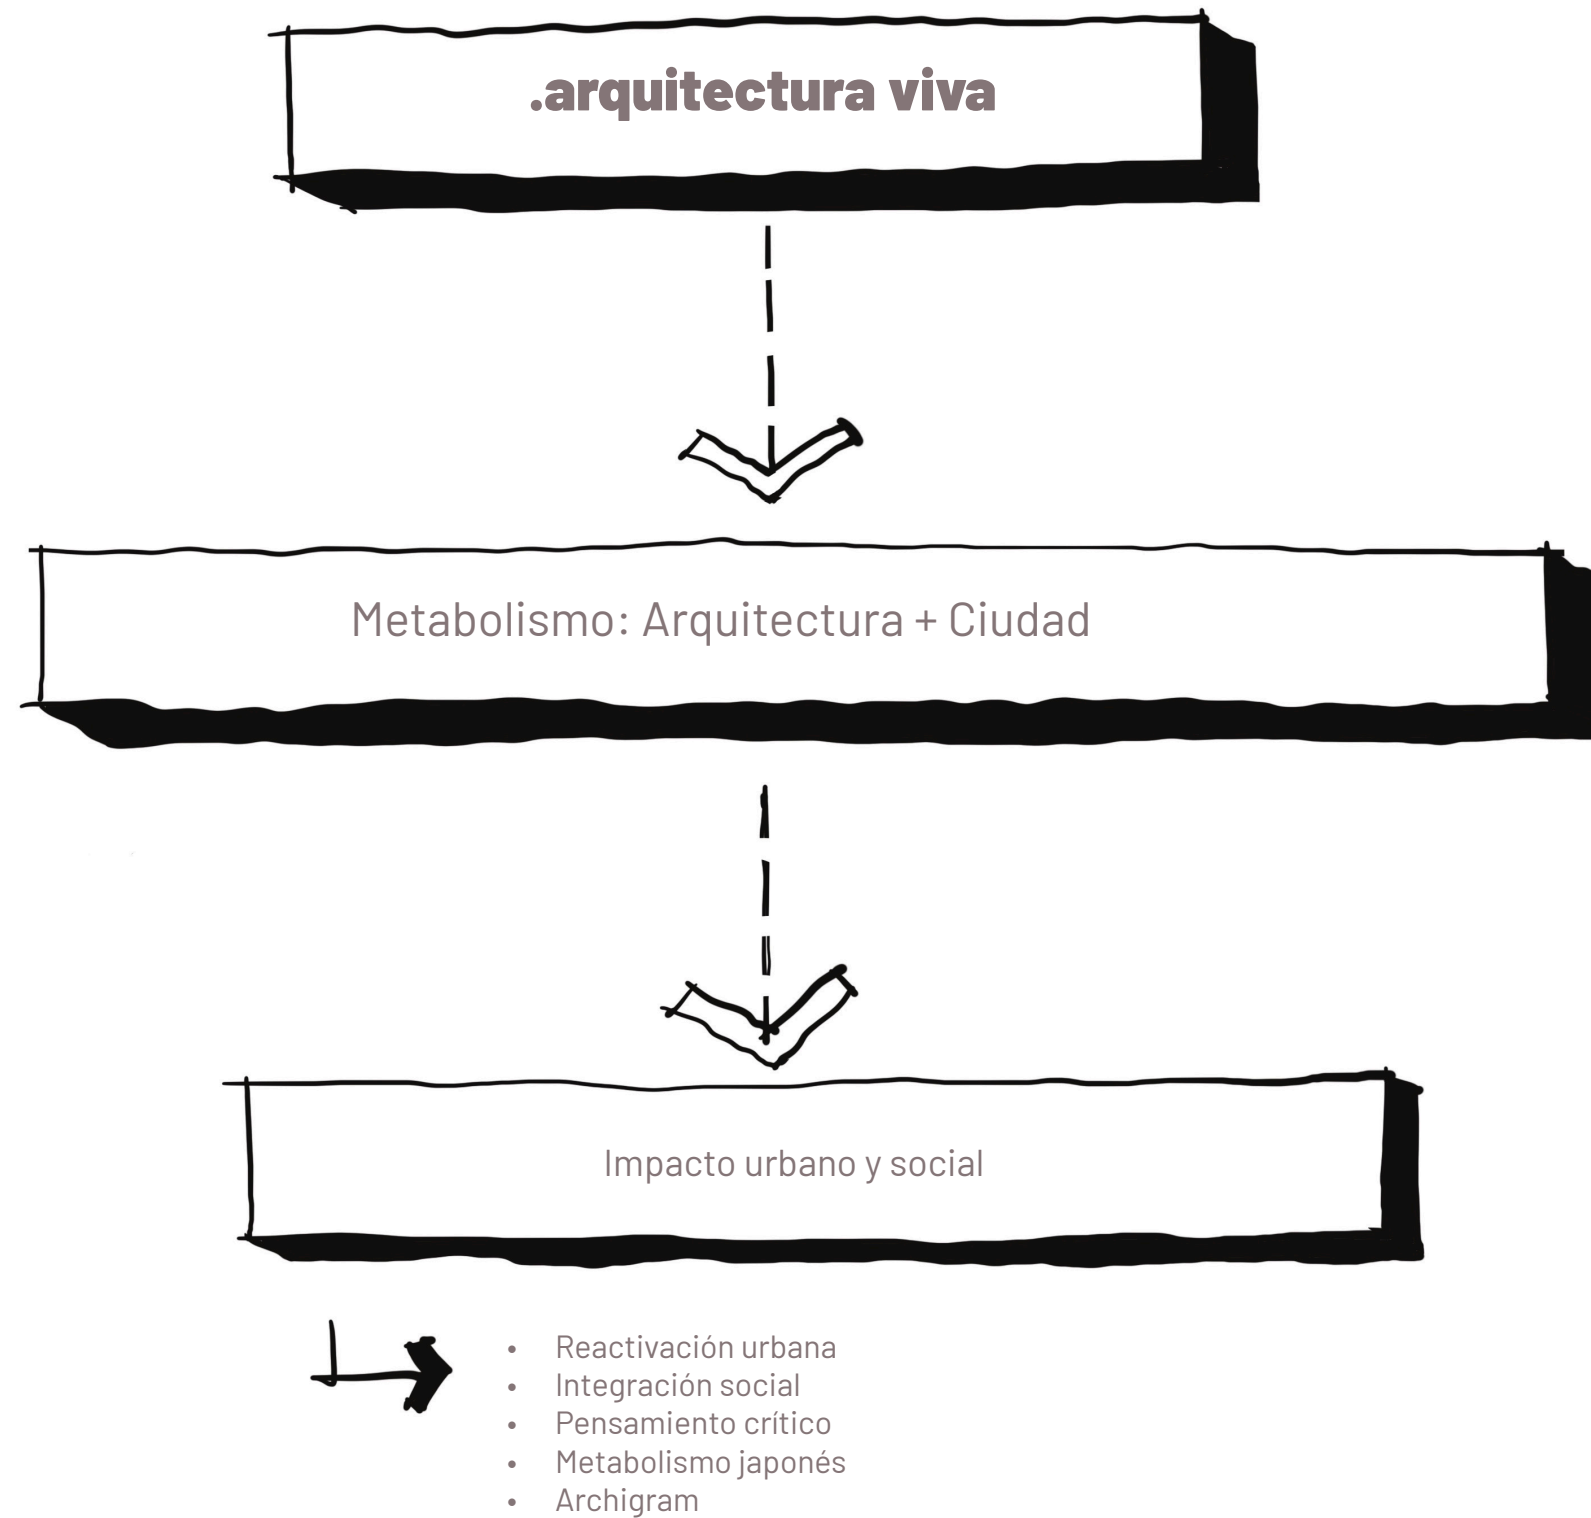 .arquitectura viva
Metabolismo: Arquitectura + Ciudad
Impacto urbano y social
• Reactivación urbana
• Integración social
• Pensamiento crítico
• Metabolismo japonés
• Archigram